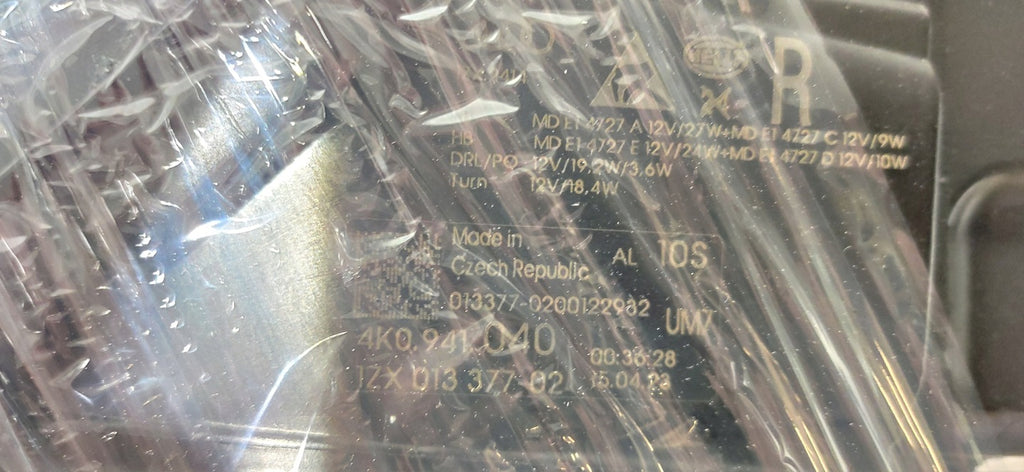 R
MD E1 4727 A 12V/27W+MD E1 4727 C 12V/9W
HB MD E1 4727 E 12V/24W+MD E1 4727 D 12V/10W
DRL/PO 12V/19,2W/3,6W
Turn 12V/18,4W
Made in
Czech Republic AL 10S
013377-0200122982
UM7
4K0.941.040
00:36:28
1ZX 013 377-02 15.04.23